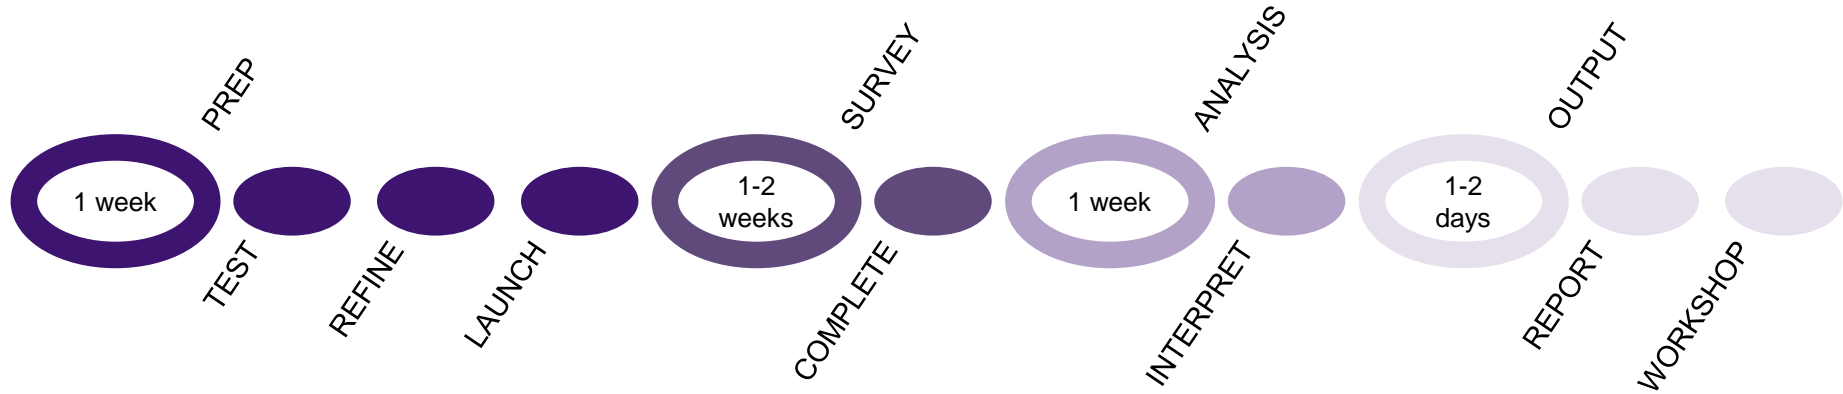 PREP
1 week
TEST
REFINE
LAUNCH
SURVEY
1-2
weeks
COMPLETE
ANALYSIS
1 week
INTERPRET
OUTPUT
1-2
days
REPORT
WORKSHOP